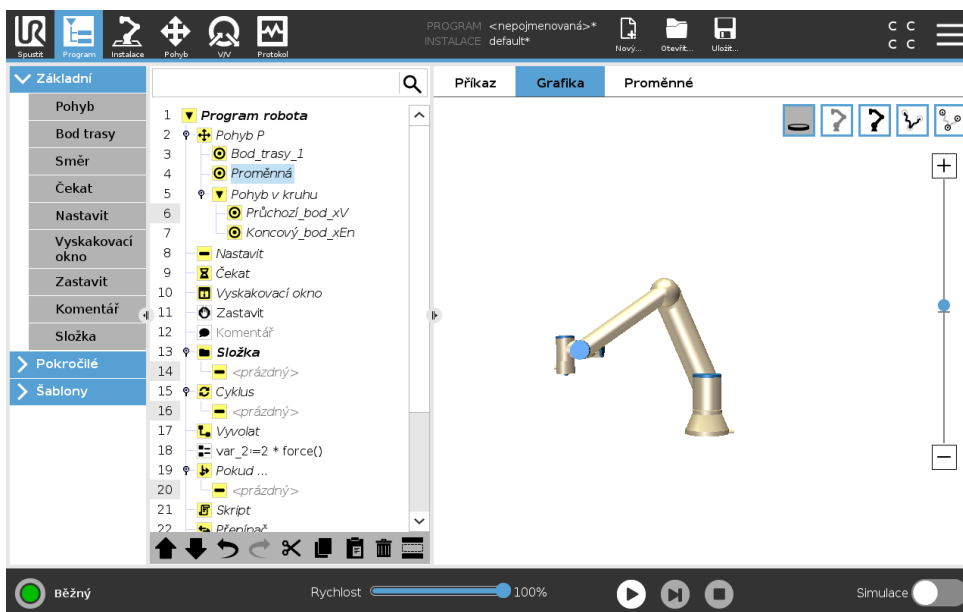 UR
PROGRAM <nepojmenovaná>*
INSTALACE default*
Spustit Program Instalace Pohyb V/V Protokol Nový... Otevřít... Uložit...
C C
C C
Základní
Pohyb
Bod trasy
Směr
Čekat
Nastavit
Vyskakovací
okno
Zastavit
Komentář
Složka
Pokročilé
Šablony
1 Program robota
2 Pohyb P
3 Bod_trasy_1
4 Proměnná
5 Pohyb v kruhu
6 Průchozí_bod_xV
7 Koncový_bod_xEn
8 Nastavit
9 Čekat
10 Vyskakovací okno
11 Zastavit
12 Komentář
13 Složka
14 <prázdný>
15 Cyklus
16 <prázdný>
17 Vyvolat
18 var_2:=2 * force()
19 Pokud ...
20 <prázdný>
21 Skript
22 Přepínač
Příkaz Grafika Proměnné
Běžný
Rychlost 100%
Simulace